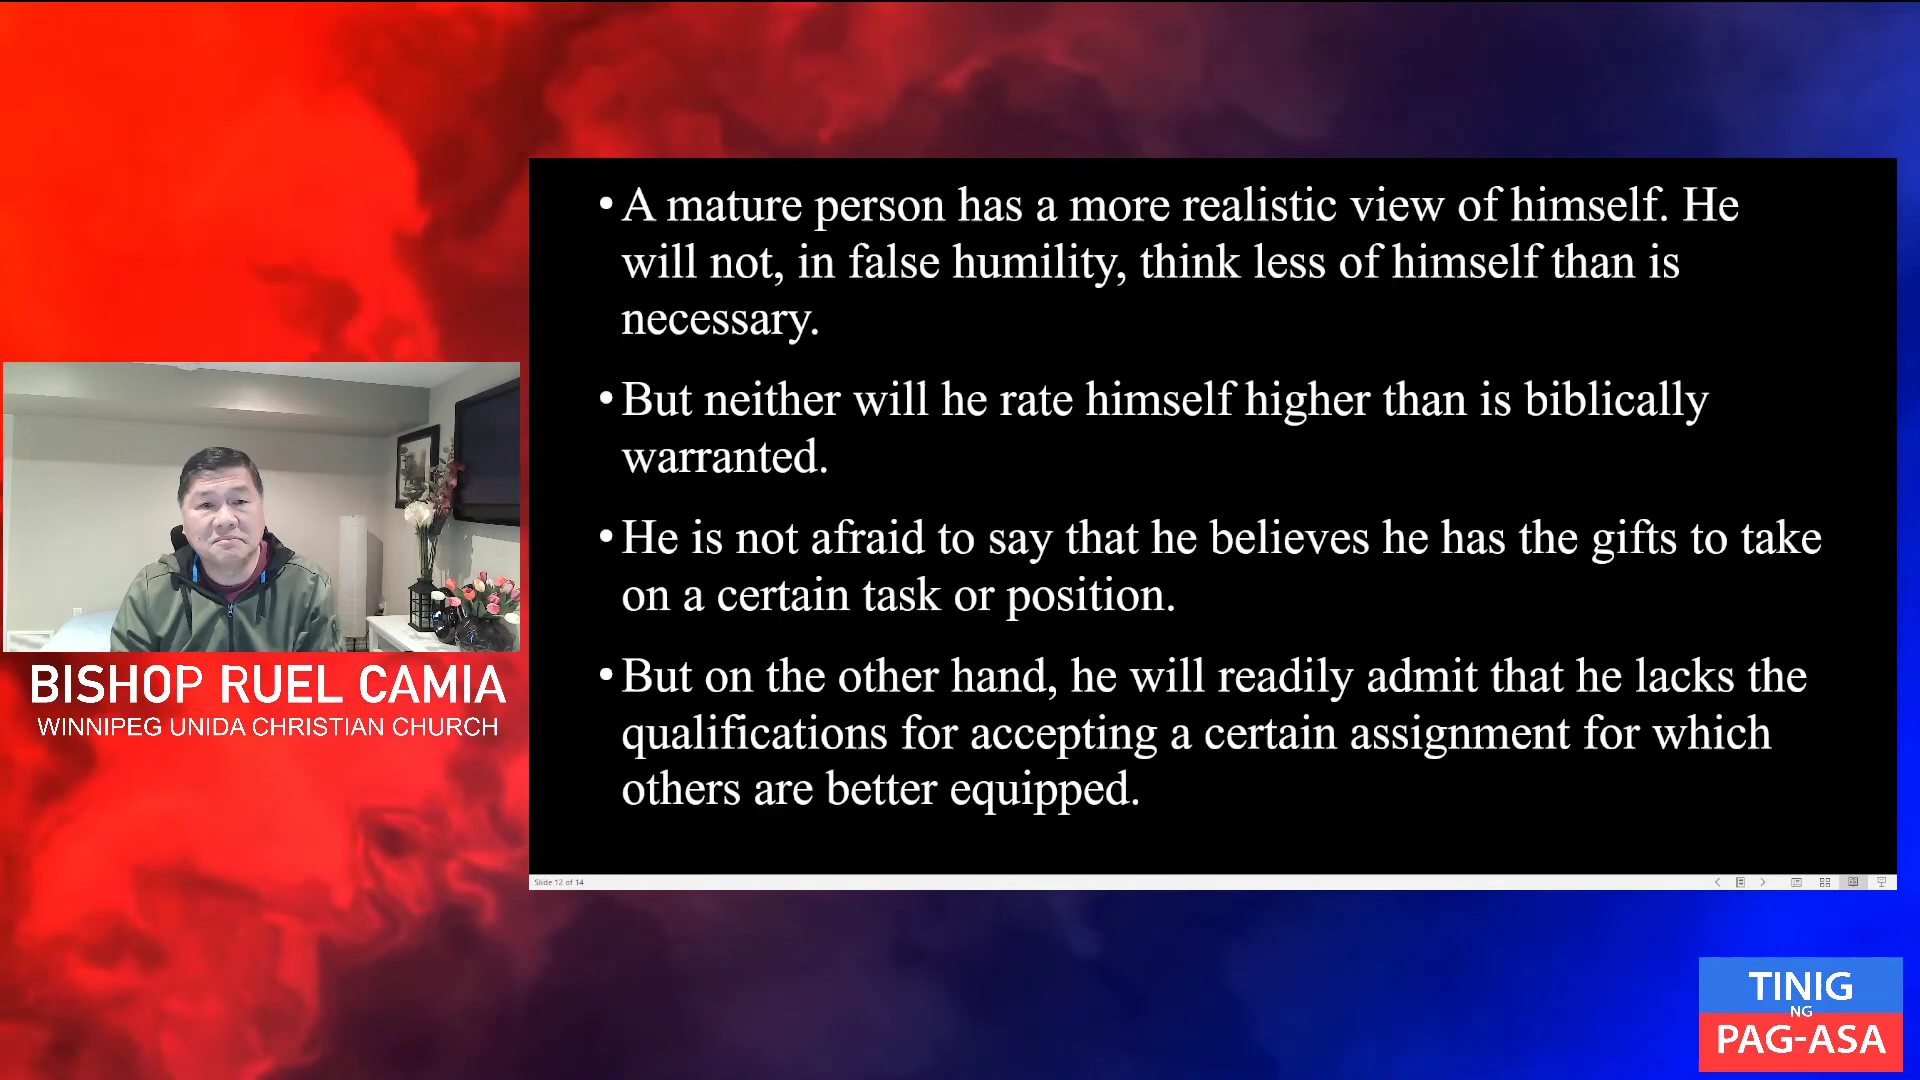 • A mature person has a more realistic view of himself. He
will not, in false humility, think less of himself than is
necessary.
• But neither will he rate himself higher than is biblically
warranted.
• He is not afraid to say that he believes he has the gifts to take
on a certain task or position.
• But on the other hand, he will readily admit that he lacks the
qualifications for accepting a certain assignment for which
others are better equipped.
Slide 12 of 14
BISHOP RUEL CAMIA
WINNIPEG UNIDA CHRISTIAN CHURCH
TINIG
NG
PAG-ASA